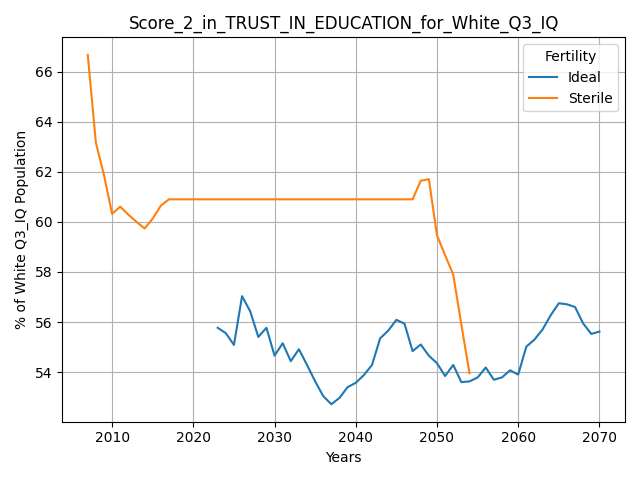 Score_2_in_TRUST_IN_EDUCATION_for_White_Q3_IQ
Fertility
Ideal
Sterile
% of White Q3_IQ Population
66
64
62
60
58
56
54
2010
2020
2030
2040
2050
2060
2070
Years